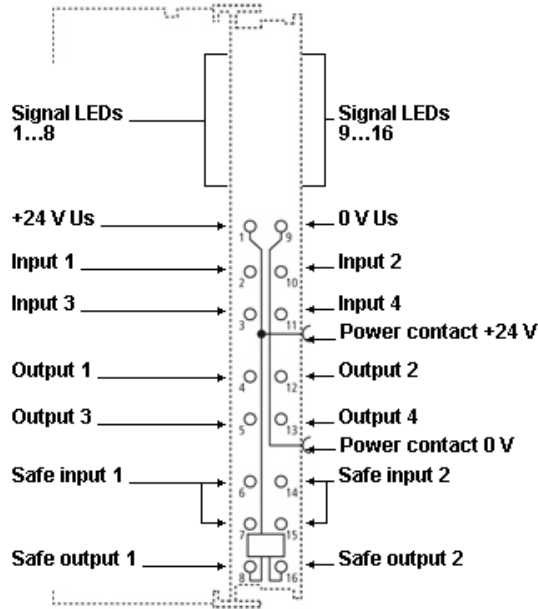 Signal LEDs
1...8
Signal LEDs
9...16
+24 V Us
1
9
0 V Us
Input 1
2
10
Input 2
Input 3
3
11
Input 4
Power contact +24 V
Output 1
4
12
Output 2
Output 3
5
13
Output 4
Power contact 0 V
Safe input 1
6
14
Safe input 2
7
15
Safe output 1
8
16
Safe output 2